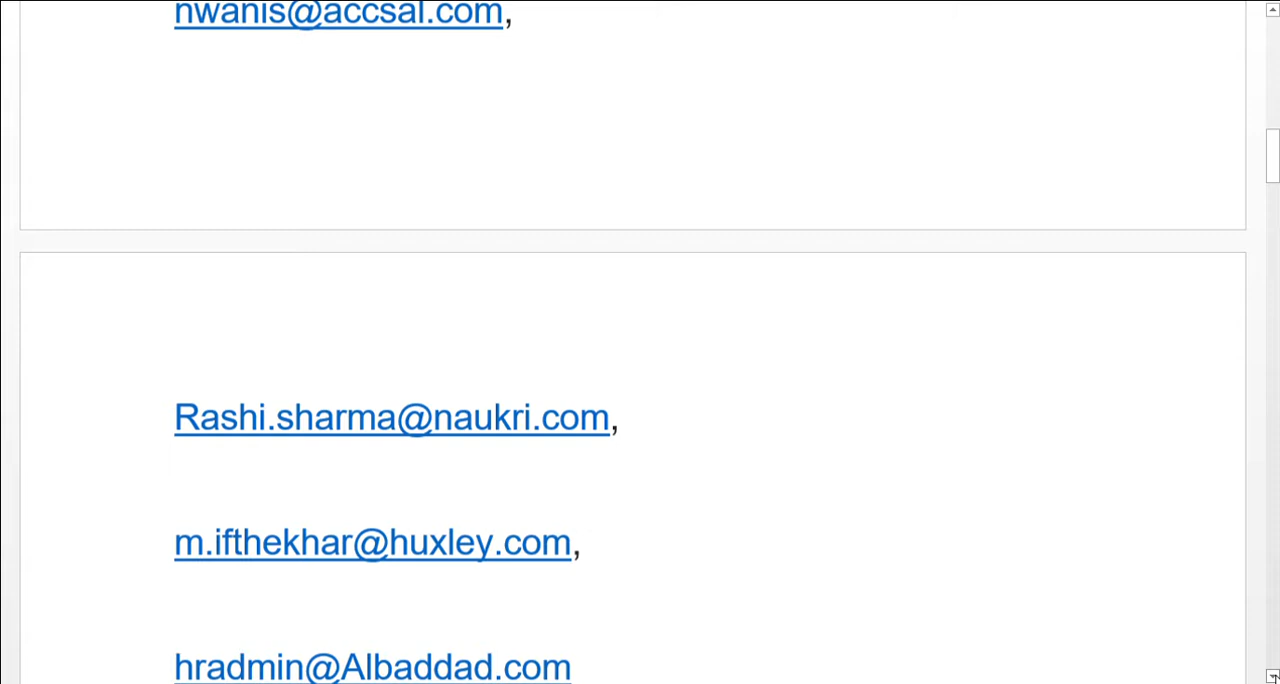 nwanis@accsal.com,
Rashi.sharma@naukri.com,
m.ifthekhar@huxley.com,
hradmin@Albaddad.com